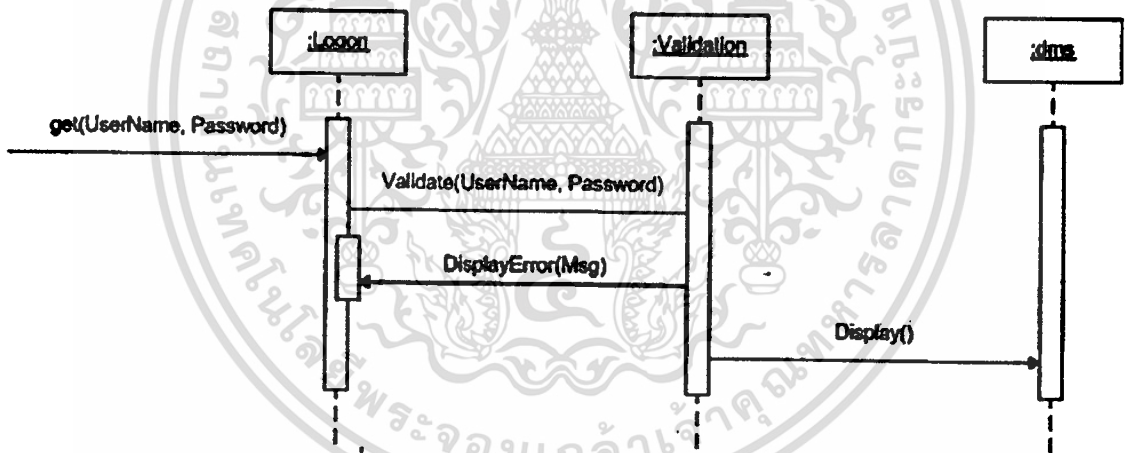 :Logon
:Validation
:dms
get(UserName, Password)
Validate(UserName, Password)
DisplayError(Msg)
Display()